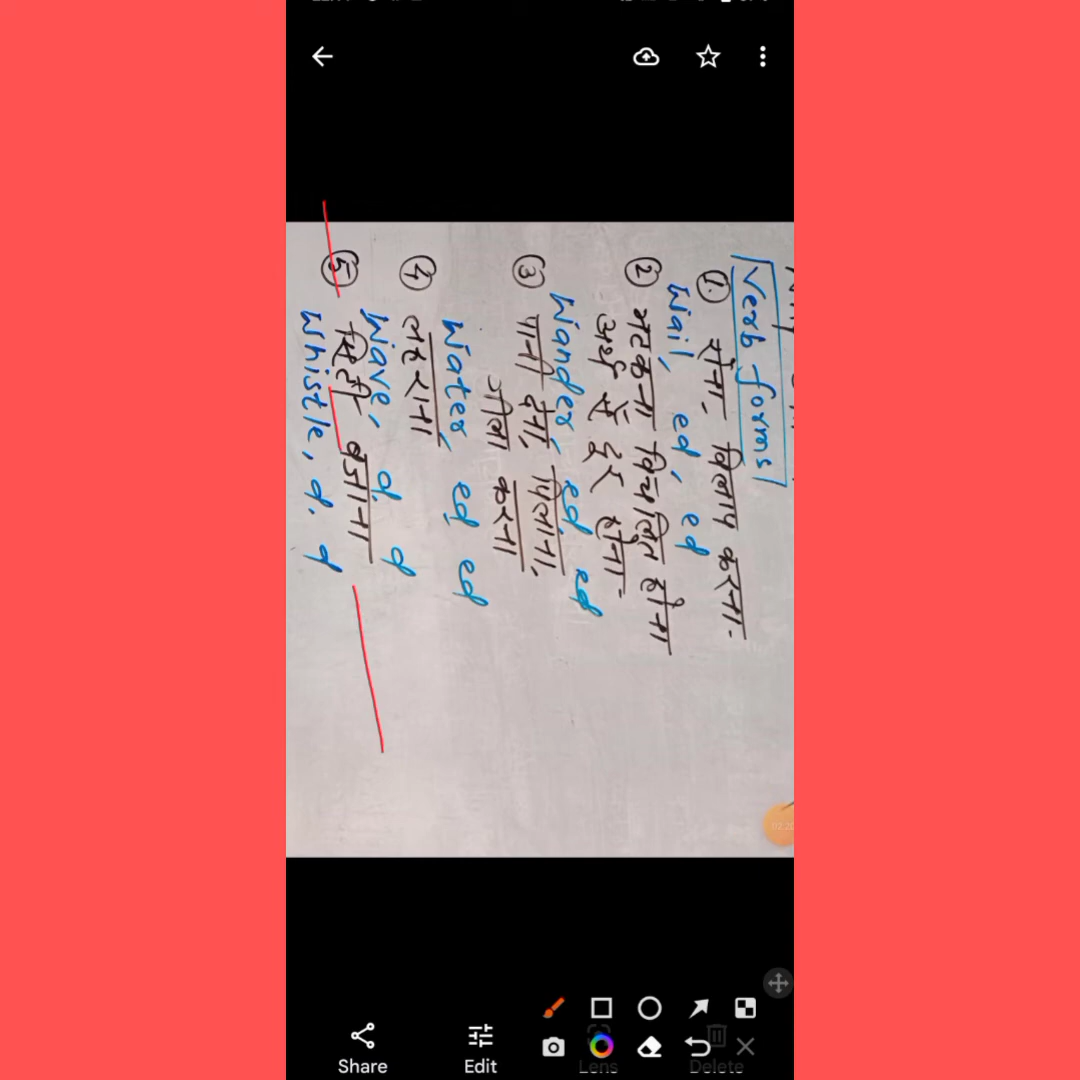 Verb forms
1. रोना, विलाप करना-
Wail, ed, ed
2 भटकना विचलित होना
अर्थ से दूर होना-
Wander, ed ed
3 पानी देना, पिलाना,
गीला करना
Water, ed ed
4 लहराना
Wave, d. d
5 सिटी बजाना
Whistle, d. d
Share
Edit
Lens
Delete